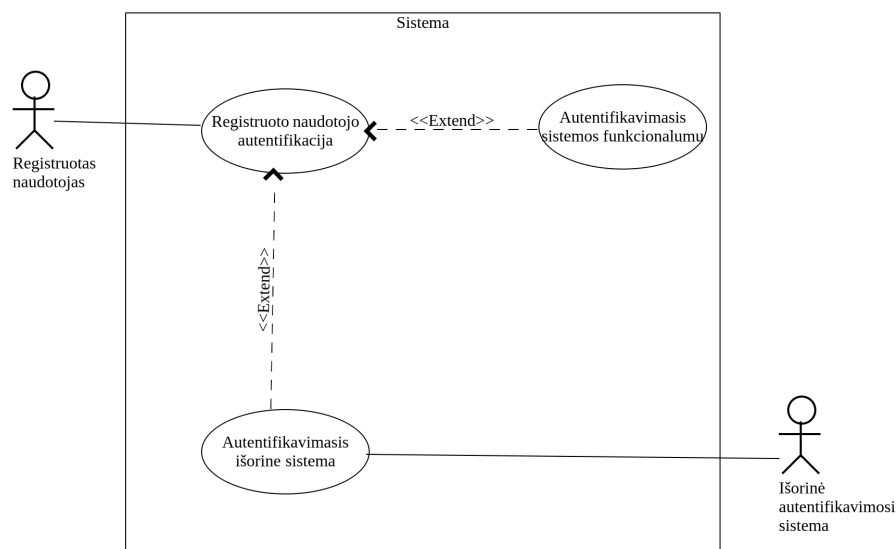 Sistema
Registruotas
naudotojas
Registruoto naudotojo
autentifikacija
<<Extend>>
Autentifikavimasis
sistemos funkcionalumu
<<Extend>>
Autentifikavimasis
išorine sistema
Išorinė
autentifikavimosi
sistema